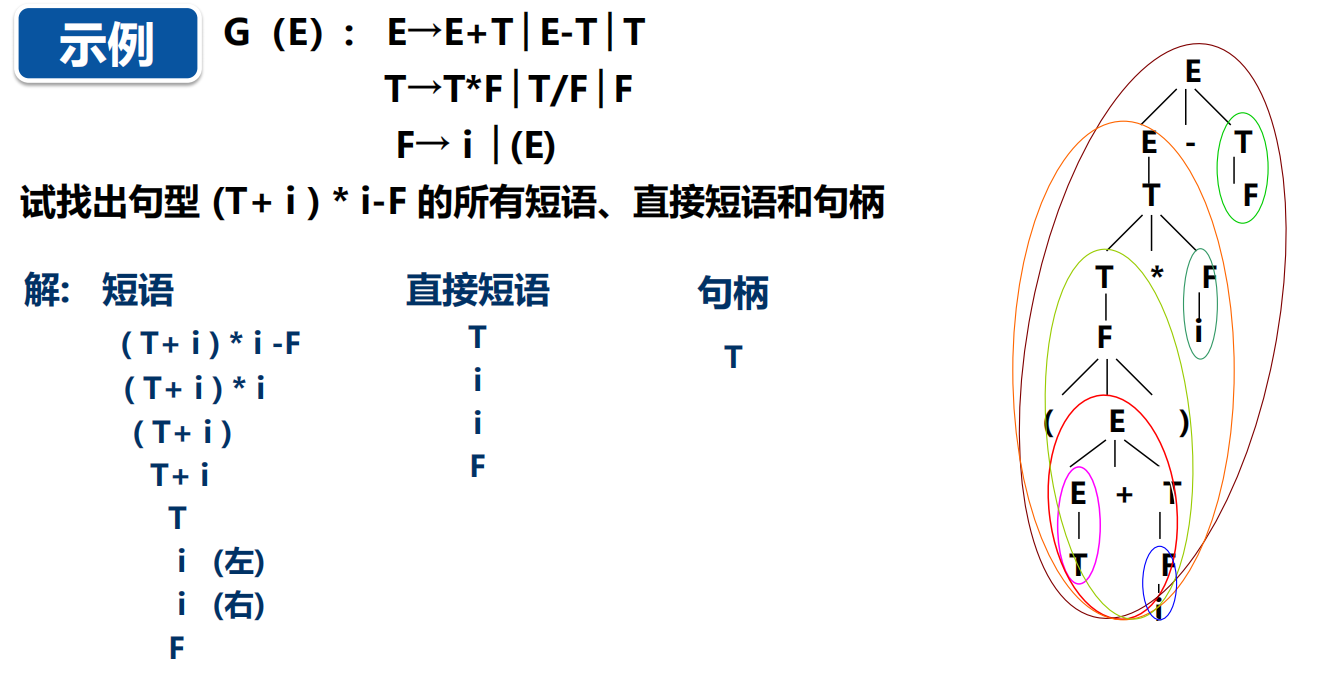 示例
G (E) : E→E+T|E-T|T
T→T*F|T/F|F
F→ i |(E)
试找出句型 (T+ i ) * i-F 的所有短语、直接短语和句柄
解: 短语 直接短语 句柄
( T+ i ) * i -F
( T+ i ) * i
( T+ i )
T+ i
T
i (左)
i (右)
F
T
i
i
F
T
E
E - T
T F
T * F
F i
( E )
E + T
T F
i